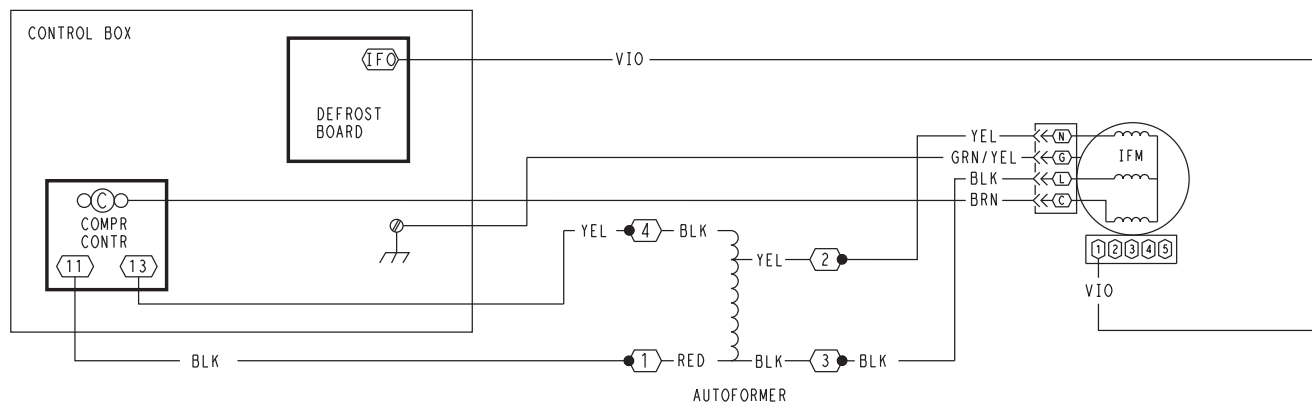 CONTROL BOX
IFO
VIO
DEFROST
BOARD
YEL
N
GRN/YEL
G
IFM
BLK
L
BRN
C
C
COMPR
CONTR
11
13
YEL
4
BLK
YEL
2
1 2 3 4 5
VIO
BLK
1
RED
BLK
3
BLK
AUTOFORMER